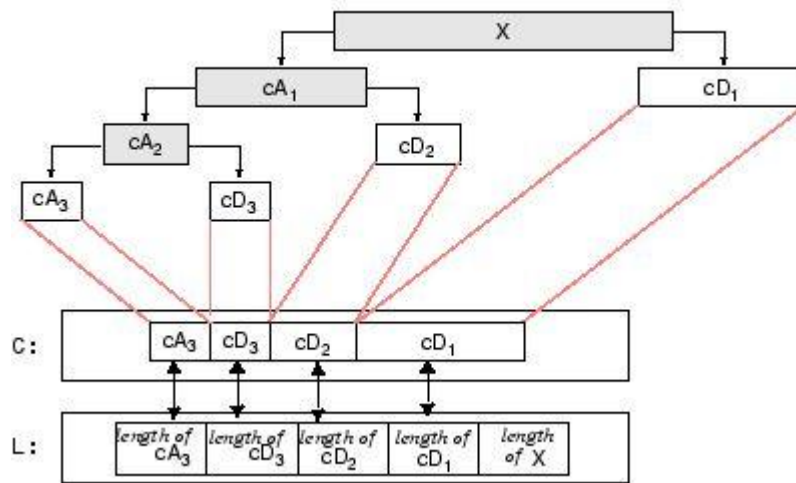 X
cA₁
cD₁
cA₂
cD₂
cA₃
cD₃
C: cA₃ cD₃ cD₂ cD₁
L: length of cA₃ length of cD₃ length of cD₂ length of cD₁ length of X